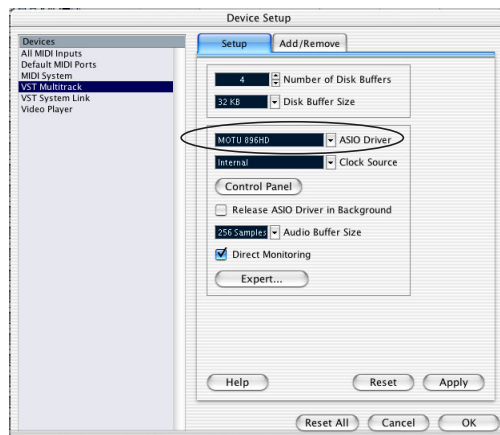 Device Setup
Devices
All MIDI Inputs
Default MIDI Ports
MIDI System
VST Multitrack
VST System Link
Video Player
Setup
Add/Remove
4 Number of Disk Buffers
32 KB Disk Buffer Size
MOTU 896HD ASIO Driver
Internal Clock Source
Control Panel
Release ASIO Driver in Background
256 Samples Audio Buffer Size
Direct Monitoring
Expert...
Help
Reset
Apply
Reset All
Cancel
OK